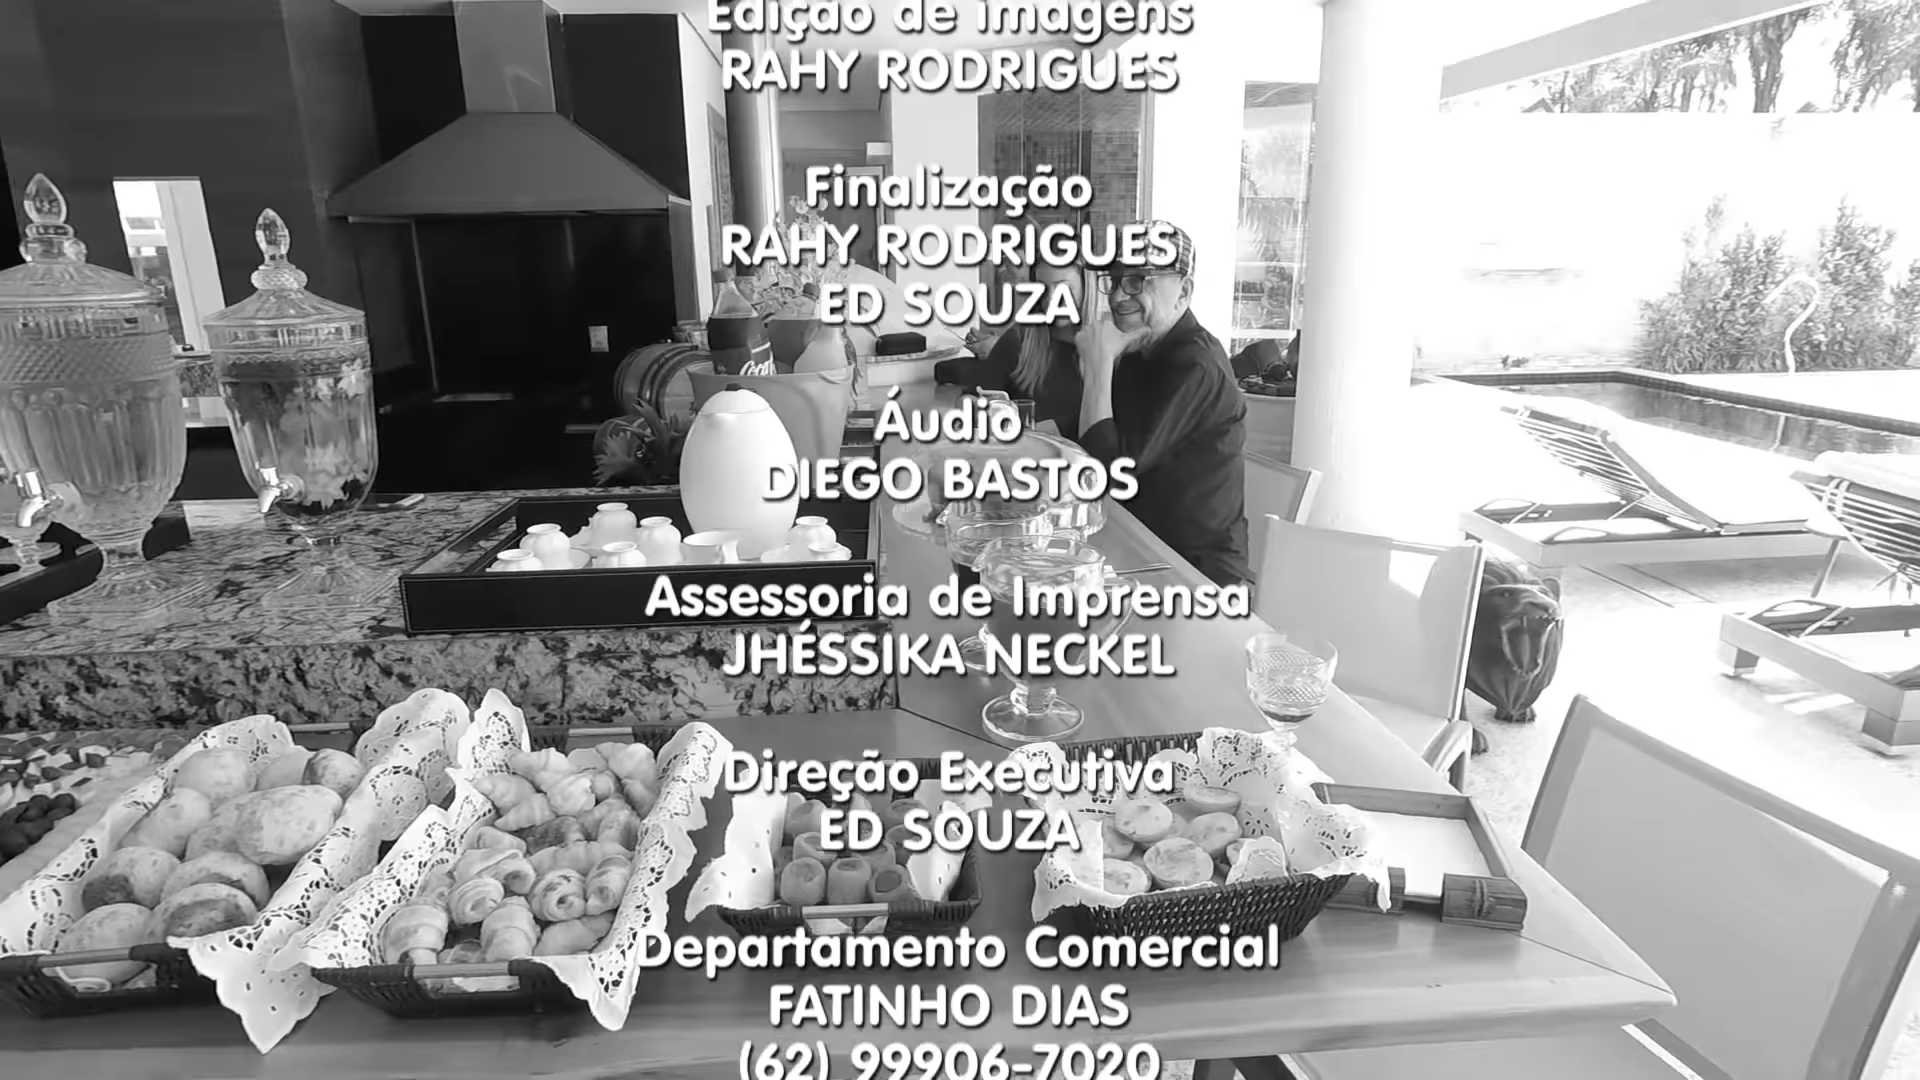 Edição de imagens
RAHY RODRIGUES
Finalização
RAHY RODRIGUES
ED SOUZA
Coca
Áudio
DIEGO BASTOS
Assessoria de Imprensa
JHÉSSIKA NECKEL
Direção Executiva
ED SOUZA
Departamento Comercial
FATINHO DIAS
(62) 99906-7020